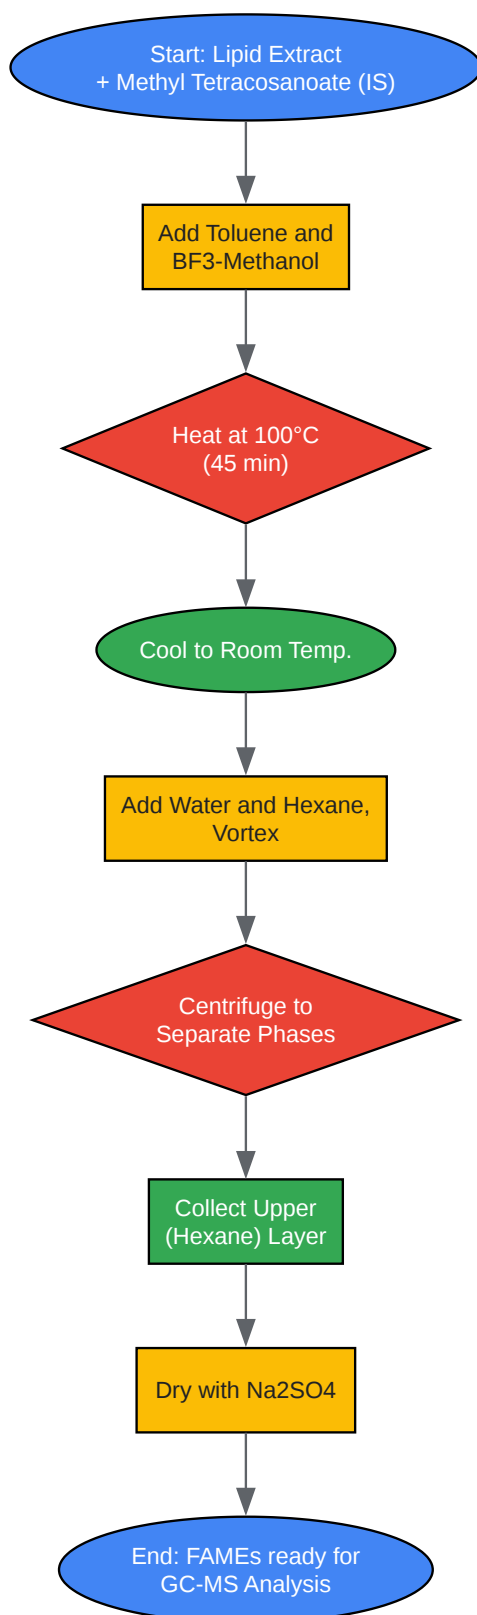 Start: Lipid Extract
+ Methyl Tetracosanoate (IS)
Add Toluene and
BF3-Methanol
Heat at 100°C
(45 min)
Cool to Room Temp.
Add Water and Hexane,
Vortex
Centrifuge to
Separate Phases
Collect Upper
(Hexane) Layer
Dry with Na2SO4
End: FAMEs ready for
GC-MS Analysis